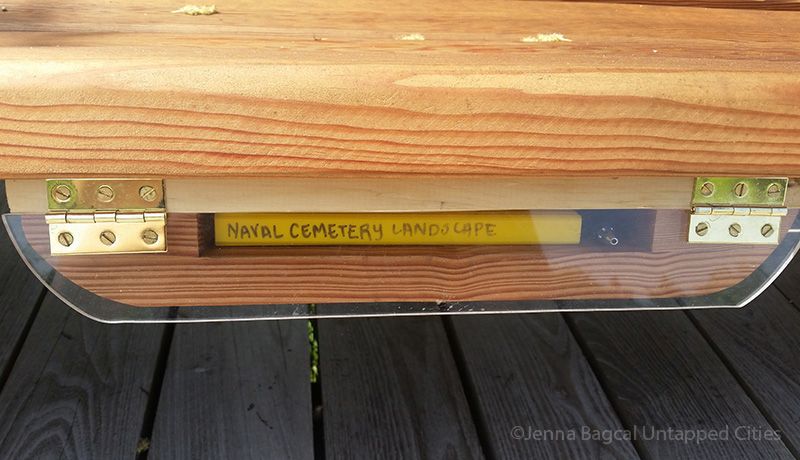 NAVAL CEMETERY LANDSCAPE
©Jenna Bagcal Untapped Cities